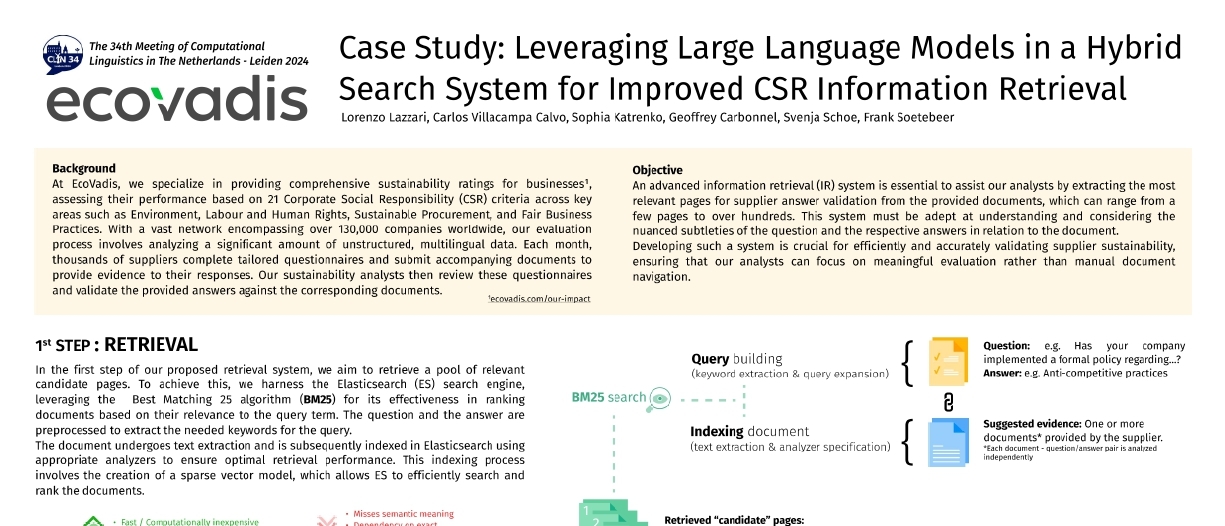 The 34th Meeting of Computational
Linguistics in The Netherlands - Leiden 2024
CLIN 34
ecovadis
Case Study: Leveraging Large Language Models in a Hybrid
Search System for Improved CSR Information Retrieval
Lorenzo Lazzari, Carlos Villacampa Calvo, Sophia Katrenko, Geoffrey Carbonnel, Svenja Schoe, Frank Soetebeer
Background
At EcoVadis, we specialize in providing comprehensive sustainability ratings for businesses¹,
assessing their performance based on 21 Corporate Social Responsibility (CSR) criteria across key
areas such as Environment, Labour and Human Rights, Sustainable Procurement, and Fair Business
Practices. With a vast network encompassing over 130,000 companies worldwide, our evaluation
process involves analyzing a significant amount of unstructured, multilingual data. Each month,
thousands of suppliers complete tailored questionnaires and submit accompanying documents to
provide evidence to their responses. Our sustainability analysts then review these questionnaires
and validate the provided answers against the corresponding documents.
¹ecovadis.com/our-impact
Objective
An advanced information retrieval (IR) system is essential to assist our analysts by extracting the most
relevant pages for supplier answer validation from the provided documents, which can range from a
few pages to over hundreds. This system must be adept at understanding and considering the
nuanced subtleties of the question and the respective answers in relation to the document.
Developing such a system is crucial for efficiently and accurately validating supplier sustainability,
ensuring that our analysts can focus on meaningful evaluation rather than manual document
navigation.
1st STEP : RETRIEVAL
In the first step of our proposed retrieval system, we aim to retrieve a pool of relevant
candidate pages. To achieve this, we harness the Elasticsearch (ES) search engine,
leveraging the Best Matching 25 algorithm (BM25) for its effectiveness in ranking
documents based on their relevance to the query term. The question and the answer are
preprocessed to extract the needed keywords for the query.
The document undergoes text extraction and is subsequently indexed in Elasticsearch using
appropriate analyzers to ensure optimal retrieval performance. This indexing process
involves the creation of a sparse vector model, which allows ES to efficiently search and
rank the documents.
• Fast / Computationally inexpensive
• Misses semantic meaning
• Dependency on exact
BM25 search
Query building
(keyword extraction & query expansion)
Indexing document
(text extraction & analyzer specification)
Question: e.g. Has your company
implemented a formal policy regarding...?
Answer: e.g. Anti-competitive practices
Suggested evidence: One or more
documents* provided by the supplier.
*Each document - question/answer pair is analyzed
independently
1
2
Retrieved "candidate" pages: